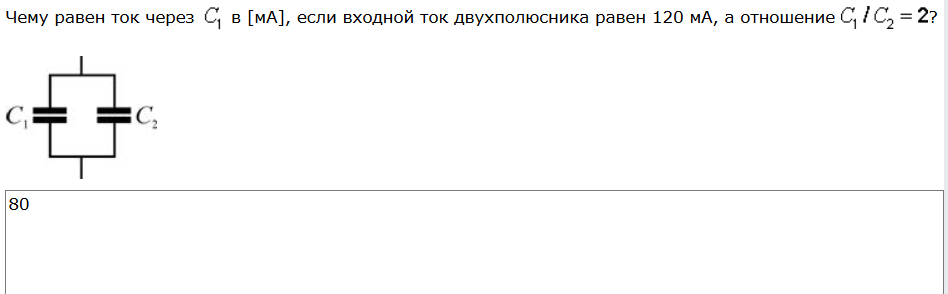 Чему равен ток через C₁ в [мА], если входной ток двухполюсника равен 120 мА, а отношение C₁ / C₂ = 2?
C₁ C₂
80